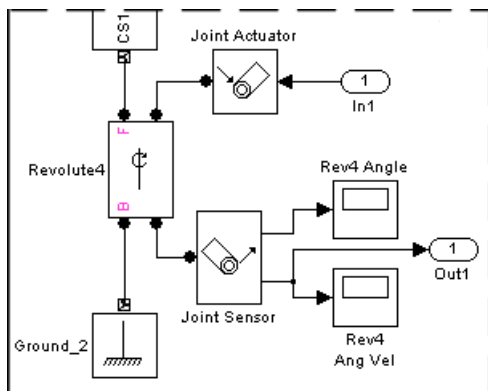 CS1
Joint Actuator
1
In1
F
Revolute4
B
Rev4 Angle
1
Out1
Joint Sensor
Rev4
Ang Vel
Ground_2